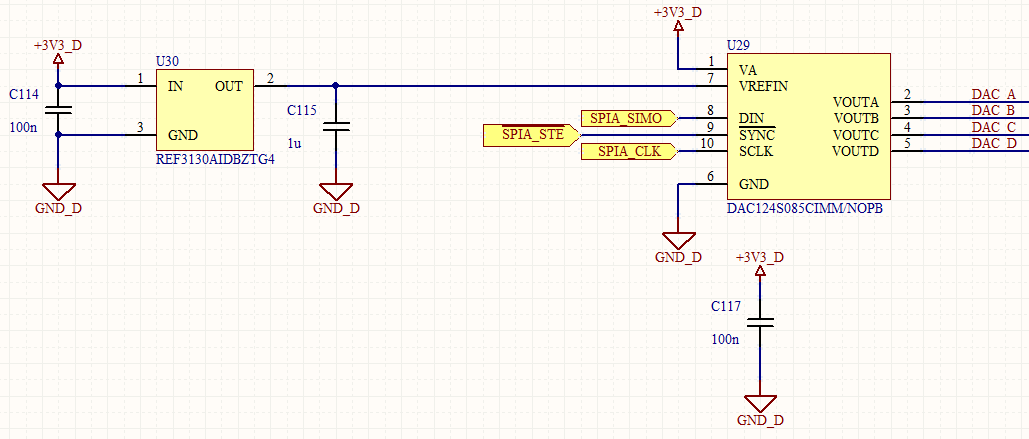 +3V3_D
+3V3_D
U30
U29
1
IN
OUT
2
1
VA
7
VREFIN
C114
100n
C115
1u
3
GND
REF3130AIDBZTG4
VOUTA
2
DAC_A
SPIA_SIMO
8
DIN
VOUTB
3
DAC_B
SPIA_STE
9
SYNC
VOUTC
4
DAC_C
SPIA_CLK
10
SCLK
VOUTD
5
DAC_D
6
GND
GND_D
GND_D
DAC124S085CIMM/NOPB
GND_D
+3V3_D
C117
100n
GND_D